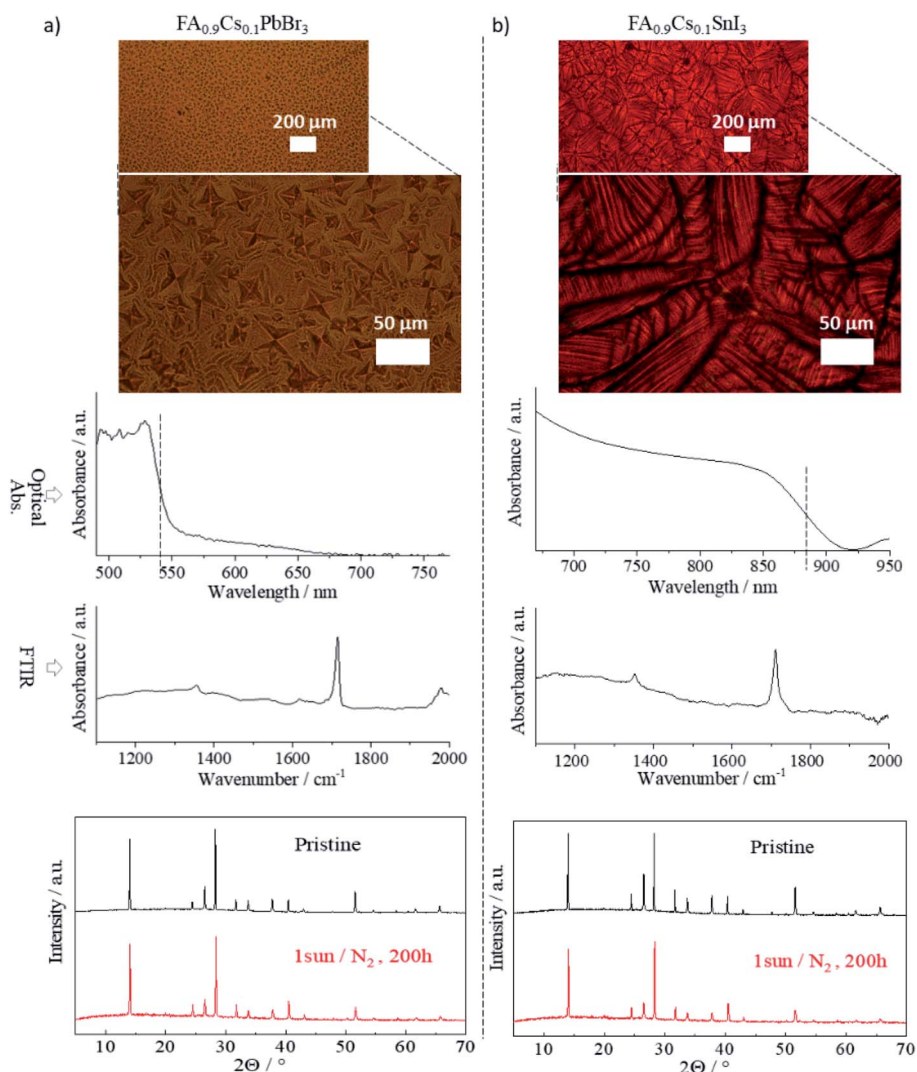 a)
FA₀.₉Cs₀.₁PbBr₃
200 µm
50 µm
Optical
Abs.
Absorbance / a.u.
500 550 600 650 700 750
Wavelength / nm
FTIR
Absorbance / a.u.
1200 1400 1600 1800 2000
Wavenumber / cm⁻¹
Intensity / a.u.
Pristine
1sun / N₂, 200h
10 20 30 40 50 60 70
2Θ / °
b)
FA₀.₉Cs₀.₁SnI₃
200 µm
50 µm
Absorbance / a.u.
700 750 800 850 900 950
Wavelength / nm
Absorbance / a.u.
1200 1400 1600 1800 2000
Wavenumber / cm⁻¹
Intensity / a.u.
Pristine
1sun / N₂, 200h
10 20 30 40 50 60 70
2Θ / °